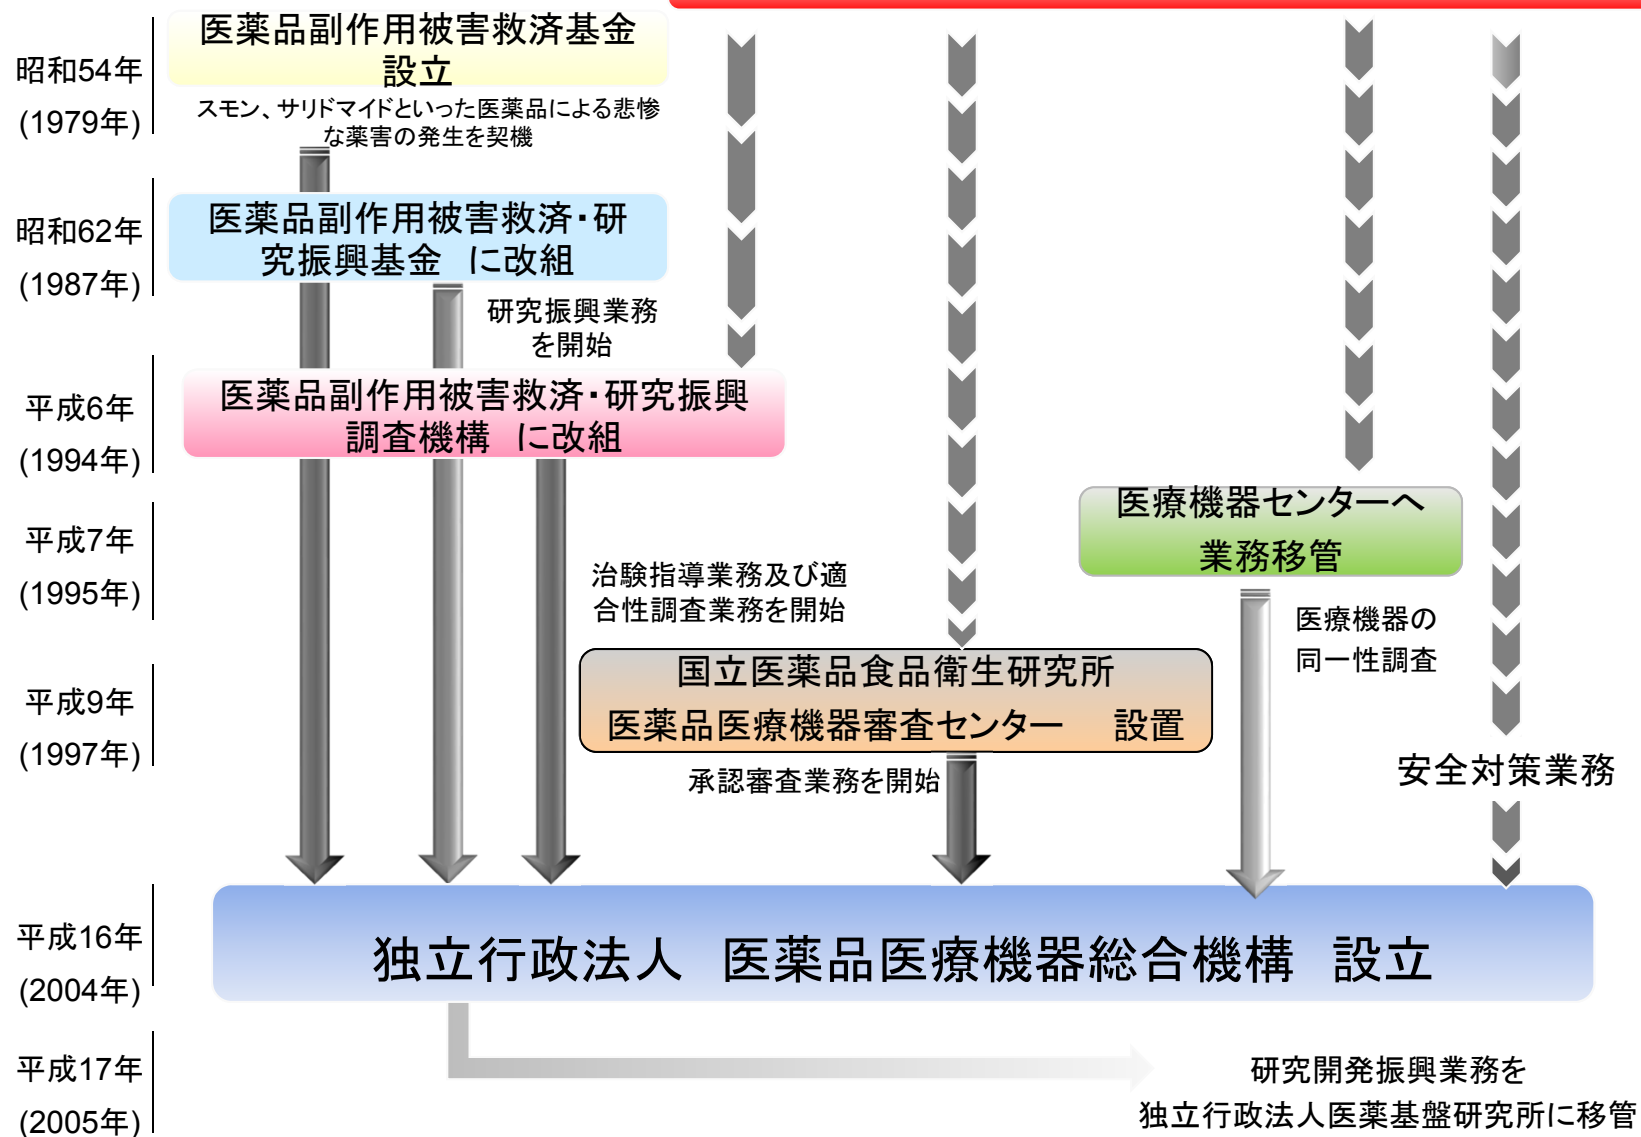 昭和54年
(1979年)
医薬品副作用被害救済基金
設立
スモン、サリドマイドといった医薬品による悲惨
な薬害の発生を契機
昭和62年
(1987年)
医薬品副作用被害救済・研
究振興基金　に改組
研究振興業務
を開始
平成6年
(1994年)
医薬品副作用被害救済・研究振興
調査機構　に改組
平成7年
(1995年)
医療機器センターへ
業務移管
治験指導業務及び適
合性調査業務を開始
医療機器の
同一性調査
平成9年
(1997年)
国立医薬品食品衛生研究所
医薬品医療機器審査センター　設置
承認審査業務を開始
安全対策業務
平成16年
(2004年)
独立行政法人　医薬品医療機器総合機構　設立
平成17年
(2005年)
研究開発振興業務を
独立行政法人医薬基盤研究所に移管